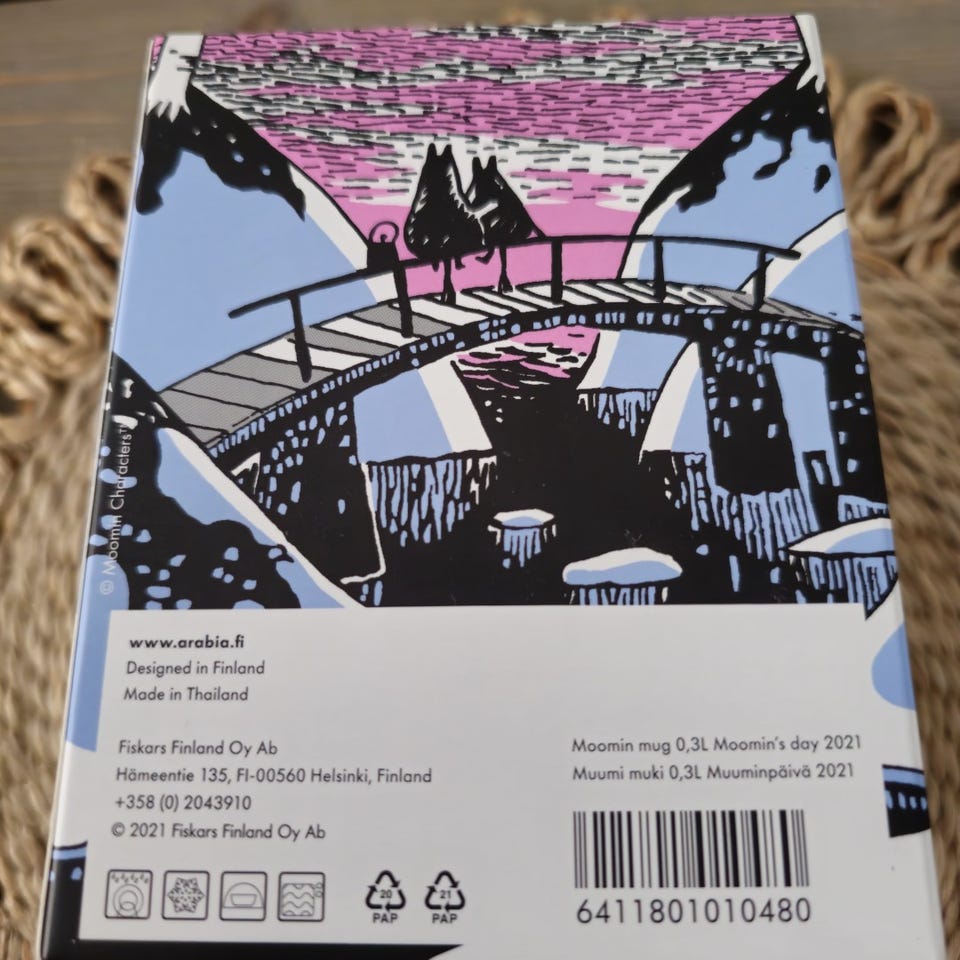 © Moomin Characters™
www.arabia.fi
Designed in Finland
Made in Thailand
Fiskars Finland Oy Ab
Hämeentie 135, FI-00560 Helsinki, Finland
+358 (0) 2043910
© 2021 Fiskars Finland Oy Ab
Moomin mug 0,3L Moomin's day 2021
Muumi muki 0,3L Muuminpäivä 2021
20
PAP
21
PAP
6411801010480